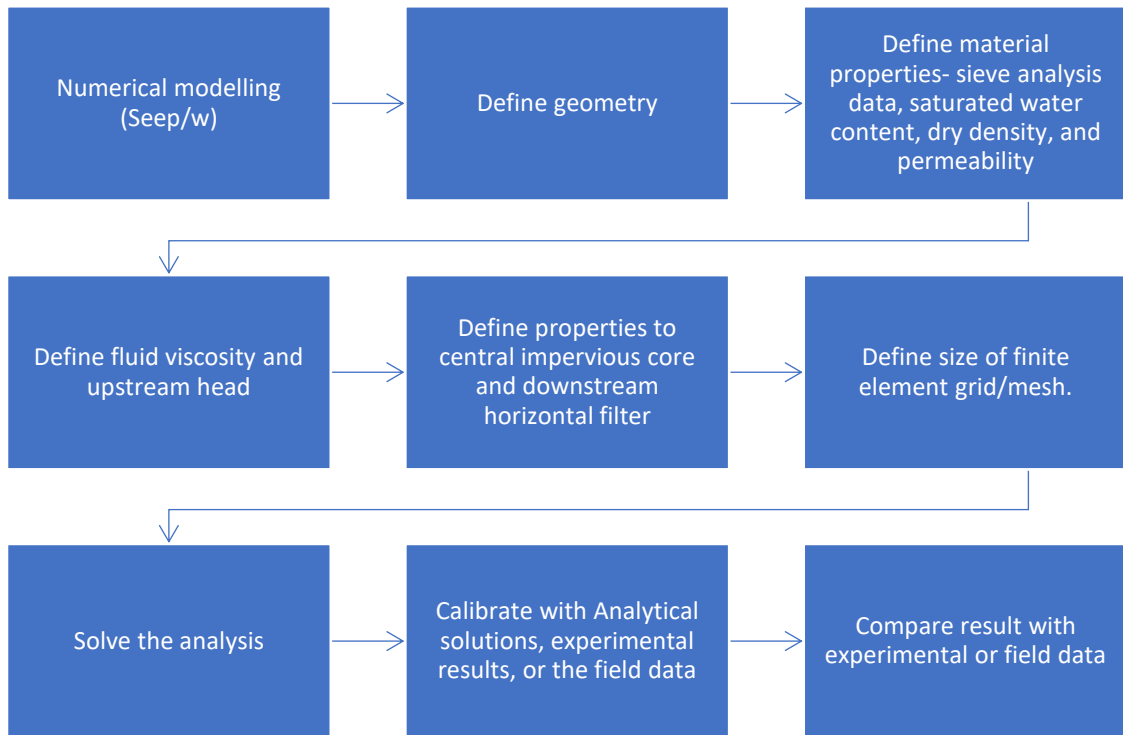 Numerical modelling
(Seep/w)
Define geometry
Define material
properties- sieve analysis
data, saturated water
content, dry density, and
permeability
Define fluid viscosity and
upstream head
Define properties to
central impervious core
and downstream
horizontal filter
Define size of finite
element grid/mesh.
Solve the analysis
Calibrate with Analytical
solutions, experimental
results, or the field data
Compare result with
experimental or field data